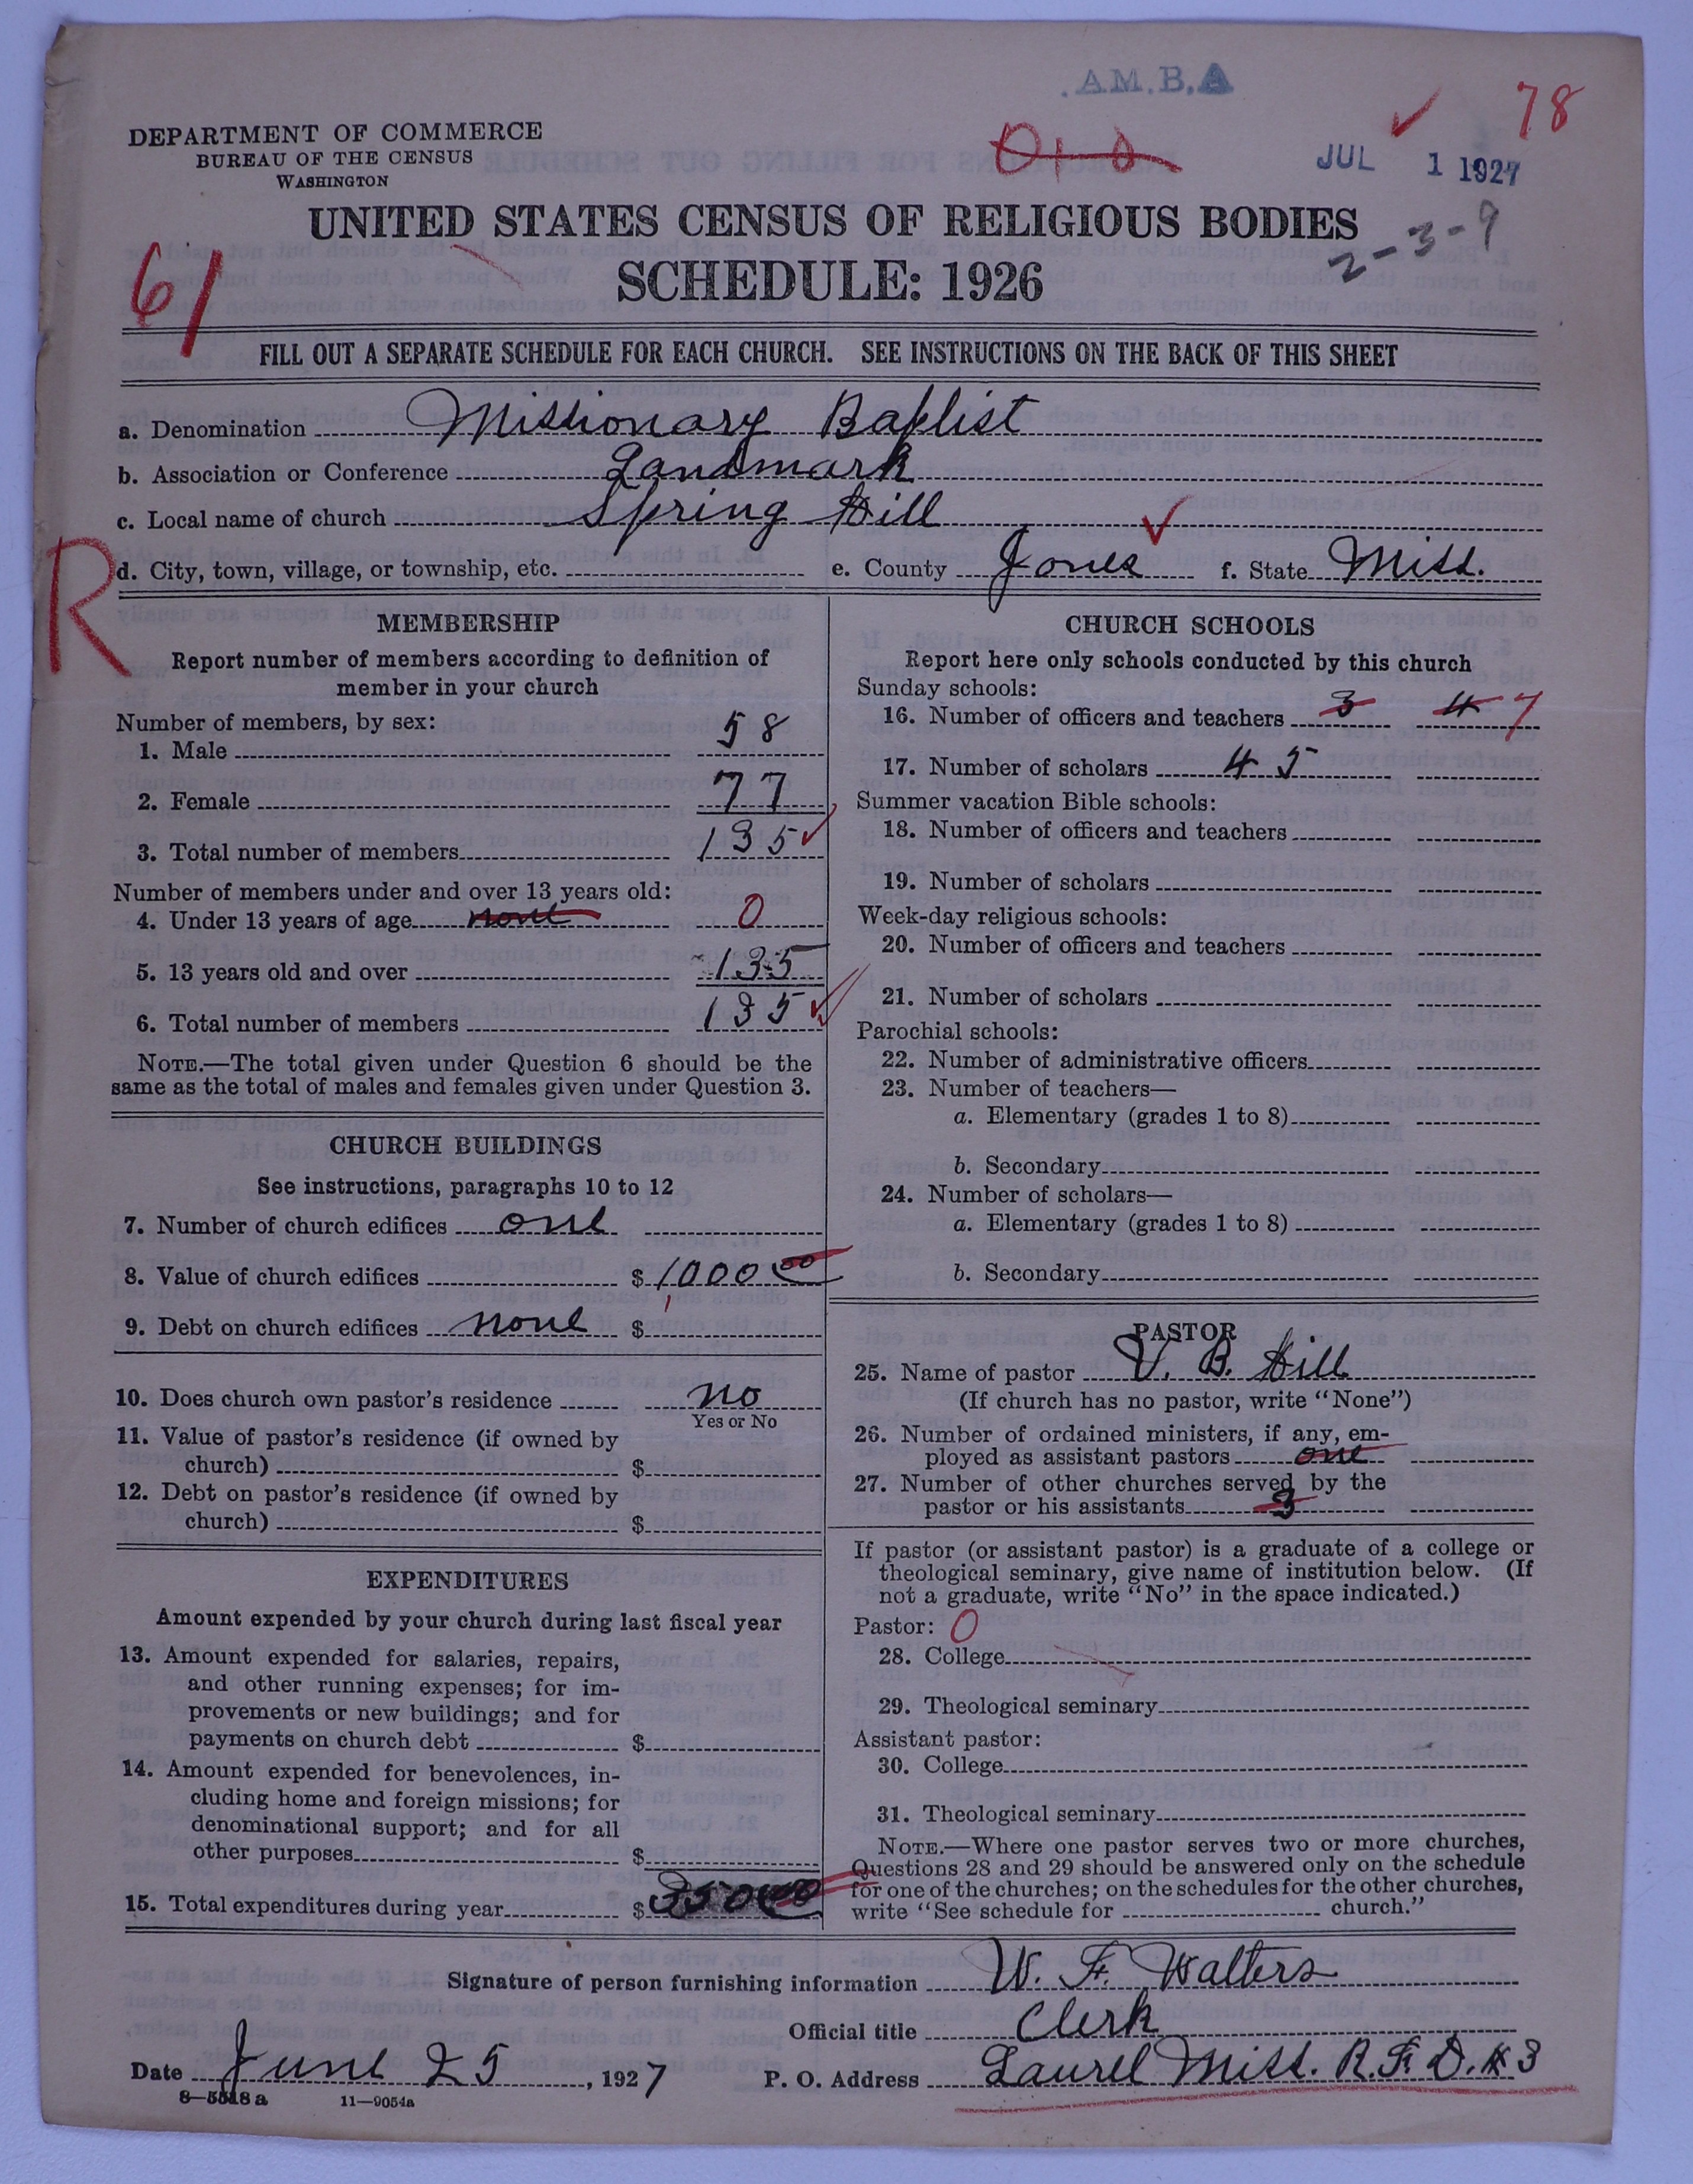 A.M.B.A
78
DEPARTMENT OF COMMERCE
BUREAU OF THE CENSUS
WASHINGTON
JUL 1 1927
UNITED STATES CENSUS OF RELIGIOUS BODIES
2-3-9
SCHEDULE: 1926
61
FILL OUT A SEPARATE SCHEDULE FOR EACH CHURCH. SEE INSTRUCTIONS ON THE BACK OF THIS SHEET
a. Denomination Missionary Baptist
b. Association or Conference Landmark
c. Local name of church Spring Hill
R
d. City, town, village, or township, etc. e. County Jones f. State Miss.
MEMBERSHIP
Report number of members according to definition of
member in your church
Number of members, by sex:
1. Male 58
2. Female 77
3. Total number of members 135
Number of members under and over 13 years old:
4. Under 13 years of age none 0
5. 13 years old and over 135
6. Total number of members 135
NOTE.—The total given under Question 6 should be the
same as the total of males and females given under Question 3.
CHURCH BUILDINGS
See instructions, paragraphs 10 to 12
7. Number of church edifices one
8. Value of church edifices $ 1000 00
9. Debt on church edifices none $
10. Does church own pastor's residence no
Yes or No
11. Value of pastor's residence (if owned by
church) $
12. Debt on pastor's residence (if owned by
church) $
EXPENDITURES
Amount expended by your church during last fiscal year
13. Amount expended for salaries, repairs,
and other running expenses; for im-
provements or new buildings; and for
payments on church debt $
14. Amount expended for benevolences, in-
cluding home and foreign missions; for
denominational support; and for all
other purposes $
15. Total expenditures during year $ 350 00
CHURCH SCHOOLS
Report here only schools conducted by this church
Sunday schools:
16. Number of officers and teachers 3 4 7
17. Number of scholars 45
Summer vacation Bible schools:
18. Number of officers and teachers
19. Number of scholars
Week-day religious schools:
20. Number of officers and teachers
21. Number of scholars
Parochial schools:
22. Number of administrative officers
23. Number of teachers—
a. Elementary (grades 1 to 8)
b. Secondary
24. Number of scholars—
a. Elementary (grades 1 to 8)
b. Secondary
PASTOR
25. Name of pastor V. B. Hill
(If church has no pastor, write "None")
26. Number of ordained ministers, if any, em-
ployed as assistant pastors one
27. Number of other churches served by the
pastor or his assistants 3
If pastor (or assistant pastor) is a graduate of a college or
theological seminary, give name of institution below. (If
not a graduate, write "No" in the space indicated.)
Pastor: 0
28. College
29. Theological seminary
Assistant pastor:
30. College
31. Theological seminary
NOTE.—Where one pastor serves two or more churches,
Questions 28 and 29 should be answered only on the schedule
for one of the churches; on the schedules for the other churches,
write "See schedule for church."
Signature of person furnishing information W. F. Walters
Official title Clerk
Date June 25, 1927 P. O. Address Laurel Miss. R.F.D. #3
8—5518 a 11—9054a